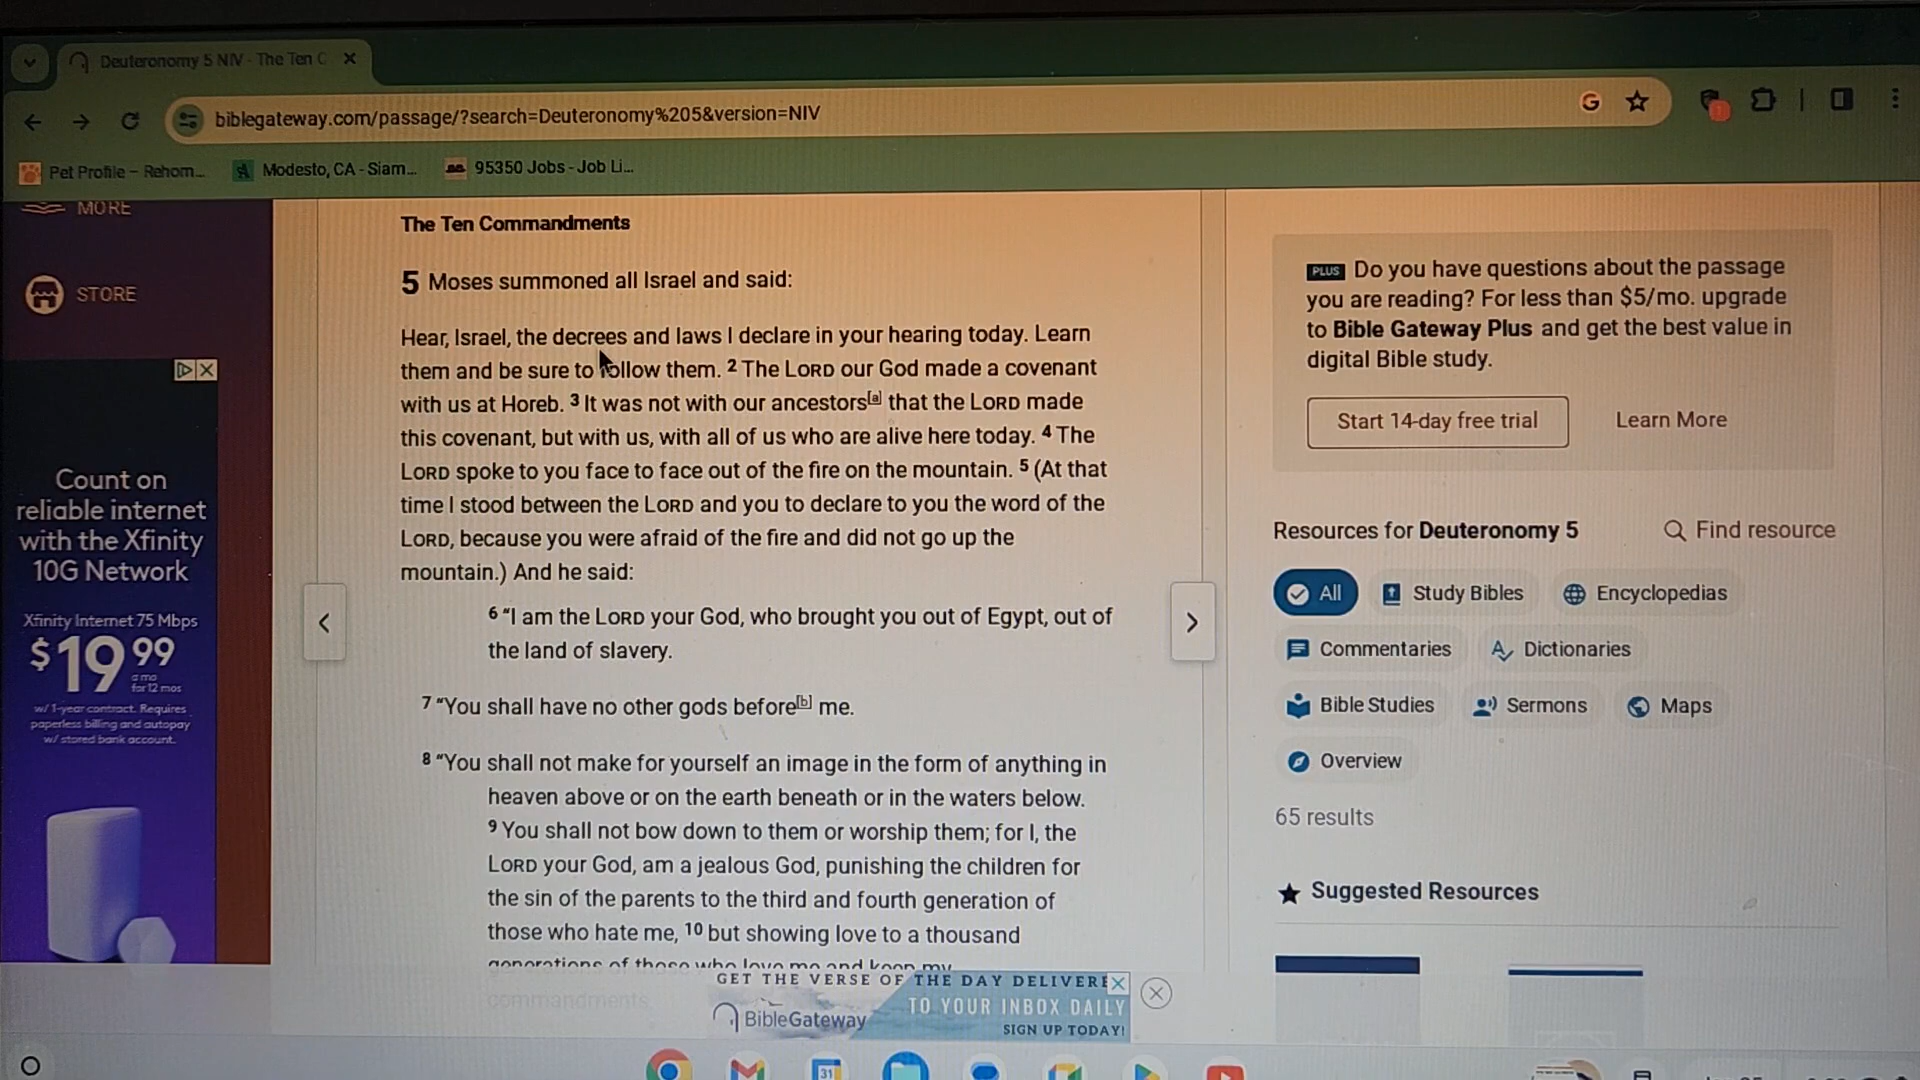 Deuteronomy 5 NIV - The Ten C
biblegateway.com/passage/?search=Deuteronomy%205&version=NIV
Pet Profile – Rehom...
Modesto, CA - Siam...
95350 Jobs - Job Li...
MORE
STORE
Count on
reliable internet
with the Xfinity
10G Network
Xfinity Internet 75 Mbps
$19 99
a mo
for 12 mos
w/ 1-year contract. Requires
paperless billing and autopay
w/ stored bank account.
The Ten Commandments
5 Moses summoned all Israel and said:
Hear, Israel, the decrees and laws I declare in your hearing today. Learn
them and be sure to follow them. 2 The LORD our God made a covenant
with us at Horeb. 3 It was not with our ancestors[a] that the LORD made
this covenant, but with us, with all of us who are alive here today. 4 The
LORD spoke to you face to face out of the fire on the mountain. 5 (At that
time I stood between the LORD and you to declare to you the word of the
LORD, because you were afraid of the fire and did not go up the
mountain.) And he said:
6 “I am the LORD your God, who brought you out of Egypt, out of
the land of slavery.
7 “You shall have no other gods before[b] me.
8 “You shall not make for yourself an image in the form of anything in
heaven above or on the earth beneath or in the waters below.
9 You shall not bow down to them or worship them; for I, the
LORD your God, am a jealous God, punishing the children for
the sin of the parents to the third and fourth generation of
those who hate me, 10 but showing love to a thousand
generations of those who love me and keep my
commandments
GET THE VERSE OF THE DAY DELIVERE
TO YOUR INBOX DAILY
BibleGateway
SIGN UP TODAY!
PLUS Do you have questions about the passage
you are reading? For less than $5/mo. upgrade
to Bible Gateway Plus and get the best value in
digital Bible study.
Start 14-day free trial
Learn More
Resources for Deuteronomy 5
Find resource
All
Study Bibles
Encyclopedias
Commentaries
Dictionaries
Bible Studies
Sermons
Maps
Overview
65 results
Suggested Resources
31